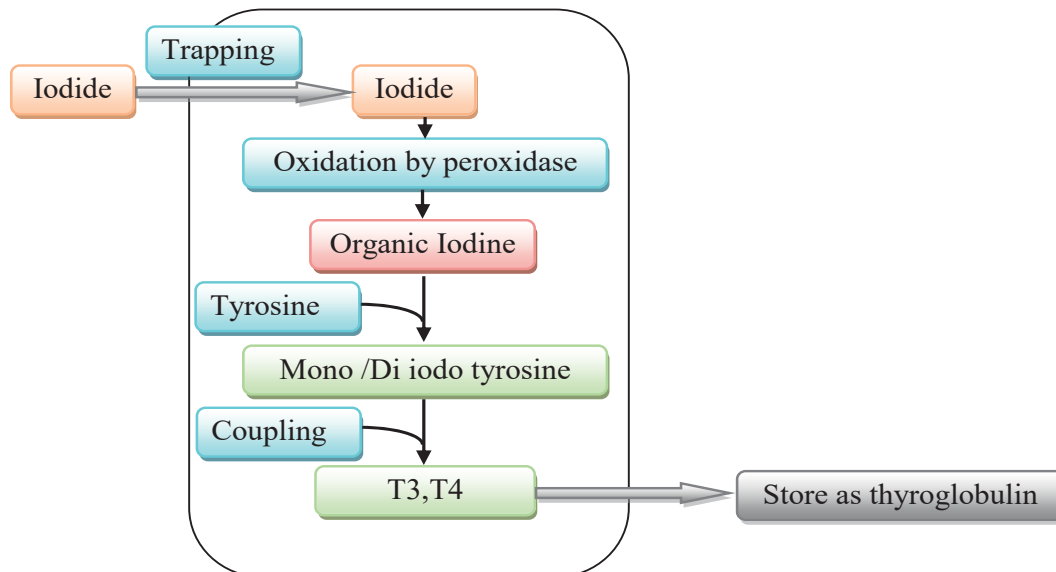 Trapping
Iodide
Iodide
Oxidation by peroxidase
Organic Iodine
Tyrosine
Mono /Di iodo tyrosine
Coupling
T3,T4
Store as thyroglobulin